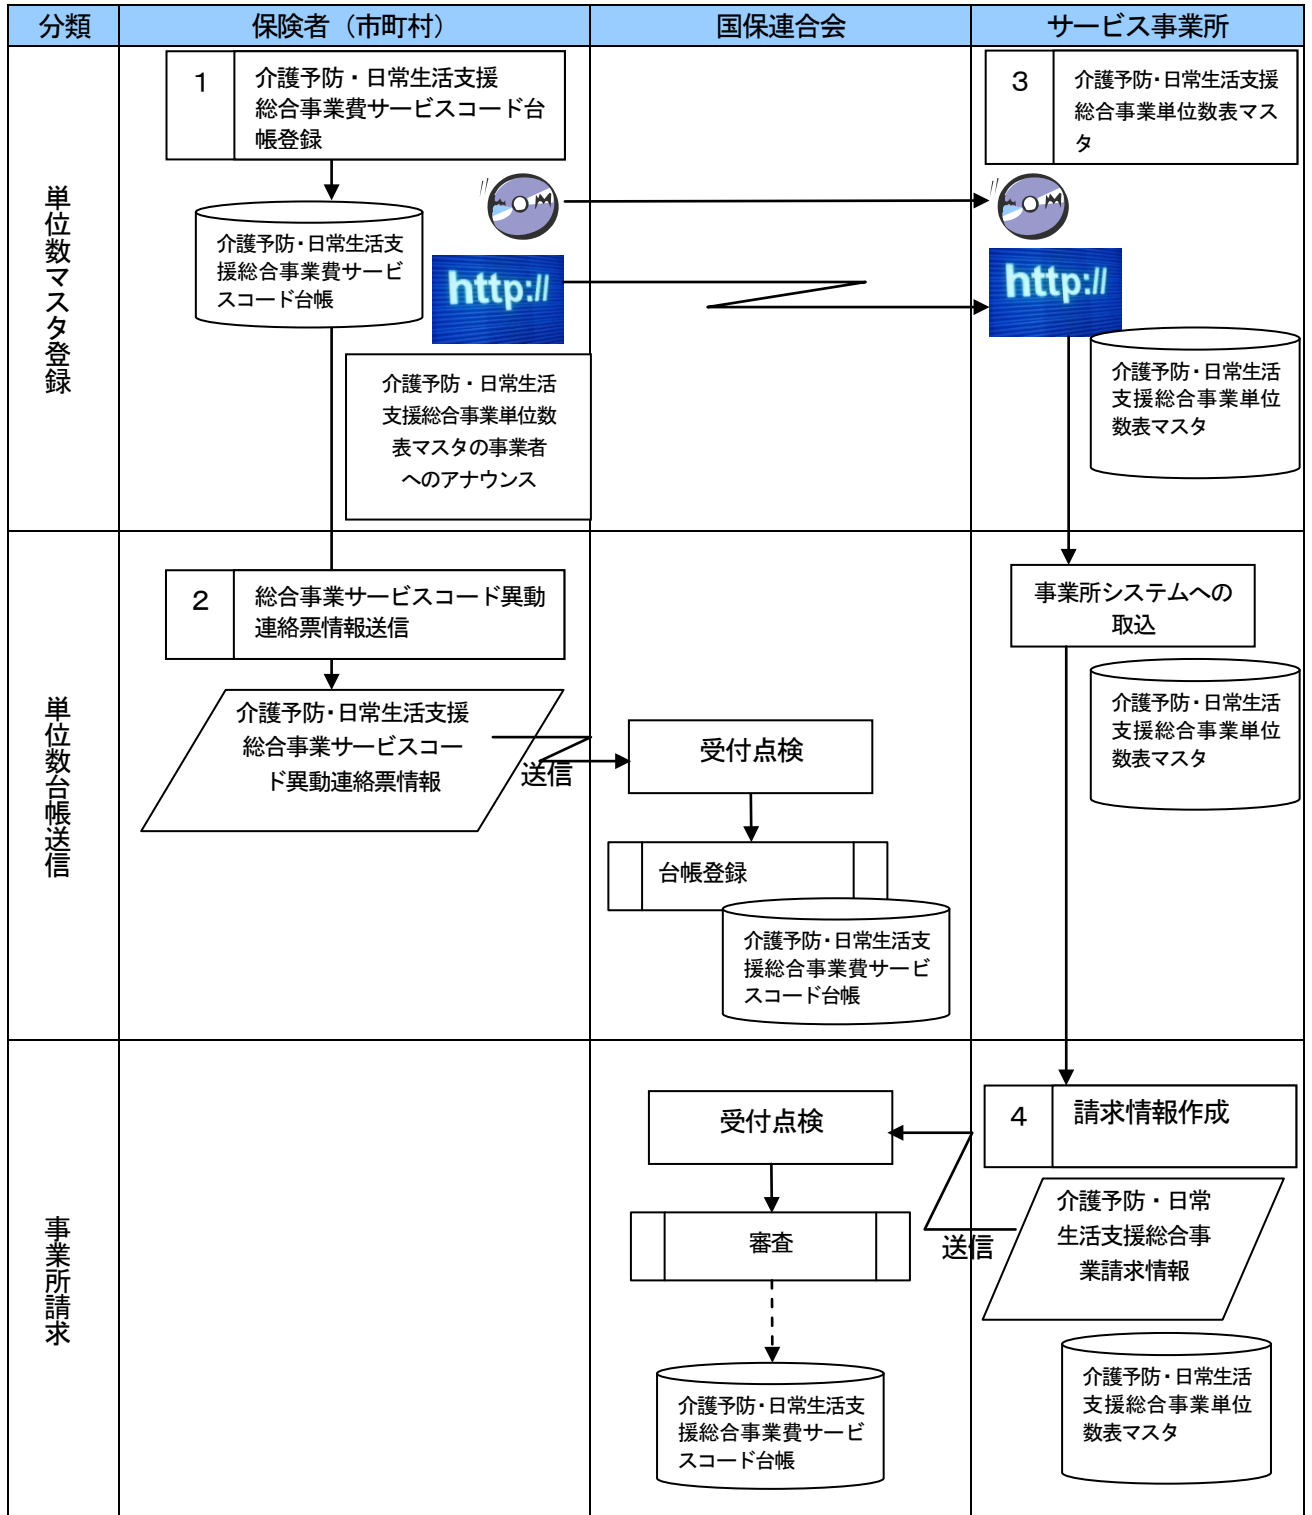 分類
保険者（市町村）
国保連合会
サービス事業所
単位数マスタ登録
1
介護予防・日常生活支援
総合事業費サービスコード台
帳登録
介護予防・日常生活支
援総合事業費サービ
スコード台帳
http://
介護予防・日常生活
支援総合事業単位数
表マスタの事業者
へのアナウンス
3
介護予防・日常生活支援
総合事業単位数表マス
タ
http://
介護予防・日常生活
支援総合事業単位
数表マスタ
単位数台帳送信
2
総合事業サービスコード異動
連絡票情報送信
介護予防・日常生活支援
総合事業サービスコー
ド異動連絡票情報
送信
受付点検
台帳登録
介護予防・日常生活支
援総合事業費サービ
スコード台帳
事業所システムへの
取込
介護予防・日常生活
支援総合事業単位
数表マスタ
事業所請求
受付点検
審査
介護予防・日常生活支
援総合事業費サービ
スコード台帳
4
請求情報作成
送信
介護予防・日常
生活支援総合事
業請求情報
介護予防・日常生活
支援総合事業単位
数表マスタ